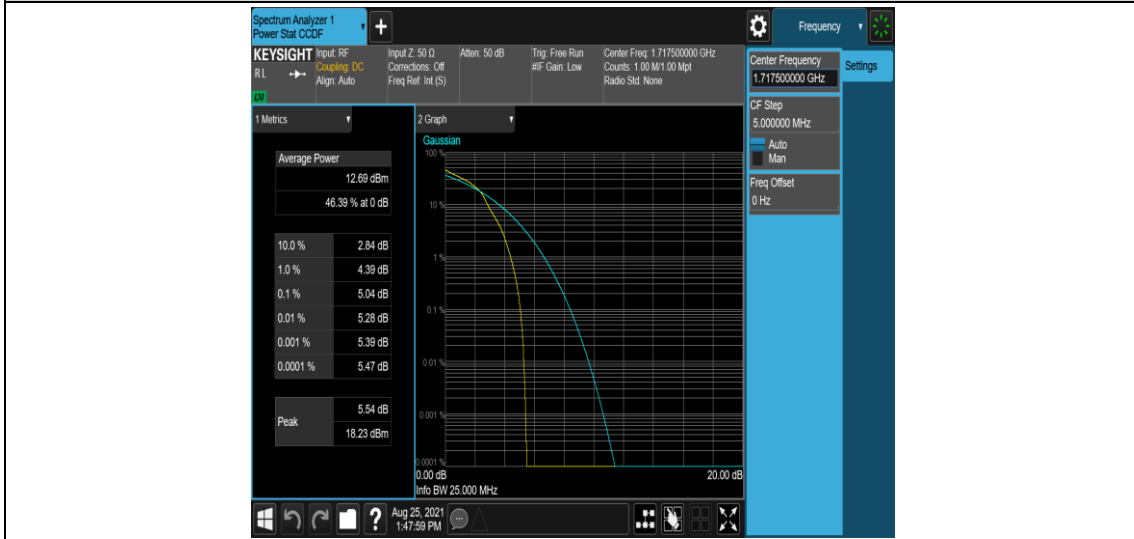 Spectrum Analyzer 1
Power Stat CCDF
+
Frequency
KEYSIGHT
RL
LNI
Input: RF
Coupling: DC
Align: Auto
Input Z: 50 Ω
Corrections: Off
Freq Ref: Int (S)
Atten: 50 dB
Trig: Free Run
#IF Gain: Low
Center Freq: 1.717500000 GHz
Counts: 1.00 M/1.00 Mpt
Radio Std: None
Center Frequency
1.717500000 GHz
Settings
CF Step
5.000000 MHz
Auto
Man
Freq Offset
0 Hz
1 Metrics
Average Power
12.69 dBm
46.39 % at 0 dB
10.0 % 2.84 dB
1.0 % 4.39 dB
0.1 % 5.04 dB
0.01 % 5.28 dB
0.001 % 5.39 dB
0.0001 % 5.47 dB
Peak
5.54 dB
18.23 dBm
2 Graph
Gaussian
100 %
10 %
1 %
0.1 %
0.01 %
0.001 %
0.0001 %
0.00 dB 20.00 dB
Info BW 25.000 MHz
?
Aug 25, 2021
1:47:59 PM